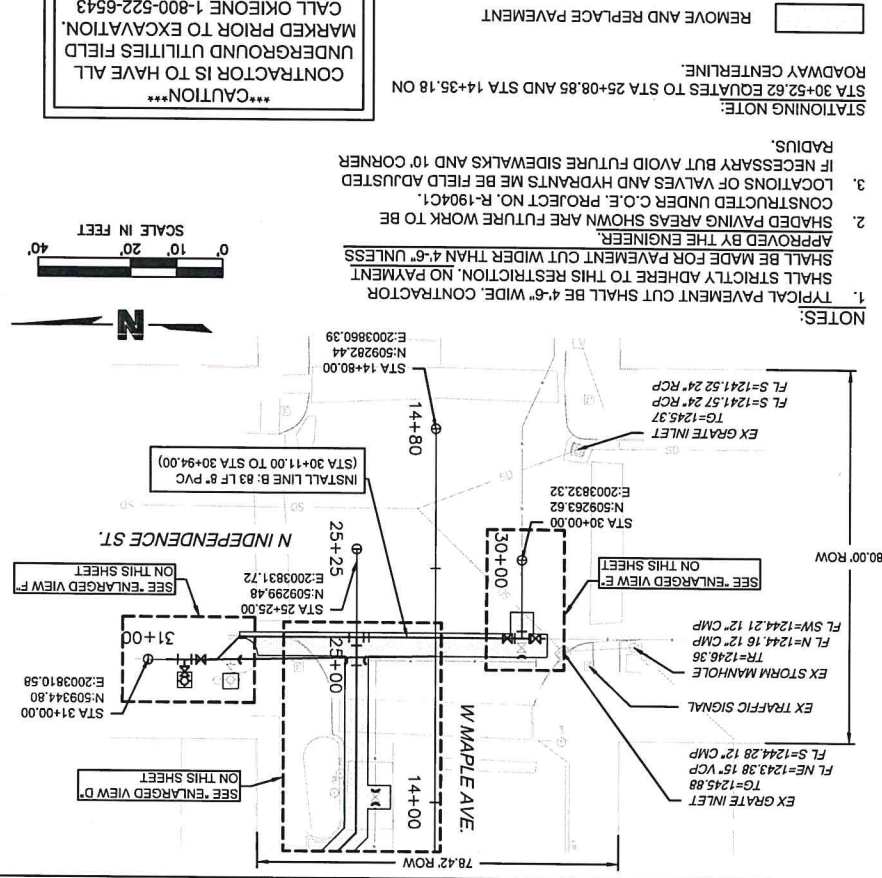 78.42' ROW
80.00' ROW
EX GRATE INLET
TG=1245.88
FL NE=1243.38 15" VCP
FL S=1244.28 12" CMP
EX TRAFFIC SIGNAL
EX STORM MANHOLE
TR=1246.36
FL N=1244.16 12" CMP
FL SW=1244.21 12" CMP
SEE "ENLARGED VIEW E"
ON THIS SHEET
EX GRATE INLET
TG=1245.37
FL S=1241.57 24" RCP
FL S=1241.52 24" RCP
W MAPLE AVE.
14+00
SEE "ENLARGED VIEW D"
ON THIS SHEET
25+00
STA 31+00.00
N:509344.80
E:2003810.58
31+00
SEE "ENLARGED VIEW F"
ON THIS SHEET
STA 25+25.00
N:509299.48
E:2003831.72
25+25
30+00
STA 30+00.00
N:509263.62
E:2003832.32
N INDEPENDENCE ST.
INSTALL LINE B: 83 LF 8" PVC
(STA 30+11.00 TO STA 30+94.00)
14+80
STA 14+80.00
N:509282.44
E:2003860.39
SD
SD
SD
N
0' 10' 20' 40'
SCALE IN FEET
NOTES:
1. TYPICAL PAVEMENT CUT SHALL BE 4'-6" WIDE. CONTRACTOR
SHALL STRICTLY ADHERE TO THIS RESTRICTION. NO PAYMENT
SHALL BE MADE FOR PAVEMENT CUT WIDER THAN 4'-6" UNLESS
APPROVED BY THE ENGINEER.
2. SHADED PAVING AREAS SHOWN ARE FUTURE WORK TO BE
CONSTRUCTED UNDER C.O.E. PROJECT NO. R-1904C1.
3. LOCATIONS OF VALVES AND HYDRANTS ME BE FIELD ADJUSTED
IF NECESSARY BUT AVOID FUTURE SIDEWALKS AND 10' CORNER
RADIUS.
STATIONING NOTE:
STA 30+52.62 EQUATES TO STA 25+08.85 AND STA 14+35.18 ON
ROADWAY CENTERLINE.
REMOVE AND REPLACE PAVEMENT
***CAUTION***
CONTRACTOR IS TO HAVE ALL
UNDERGROUND UTILITIES FIELD
MARKED PRIOR TO EXCAVATION.
CALL OKIEONE 1-800-522-6543